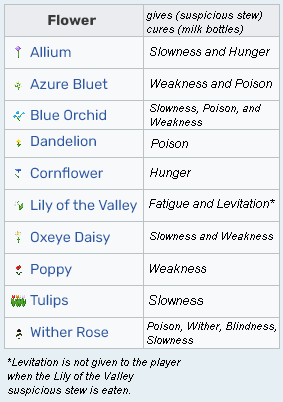 Flower
gives (suspicious stew)
cures (milk bottles)
Allium
Slowness and Hunger
Azure Bluet
Weakness and Poison
Blue Orchid
Slowness, Poison, and
Weakness
Dandelion
Poison
Cornflower
Hunger
Lily of the Valley
Fatigue and Levitation*
Oxeye Daisy
Slowness and Weakness
Poppy
Weakness
Tulips
Slowness
Wither Rose
Poison, Wither, Blindness,
Slowness
*Levitation is not given to the player
when the Lily of the Valley
suspicious stew is eaten.